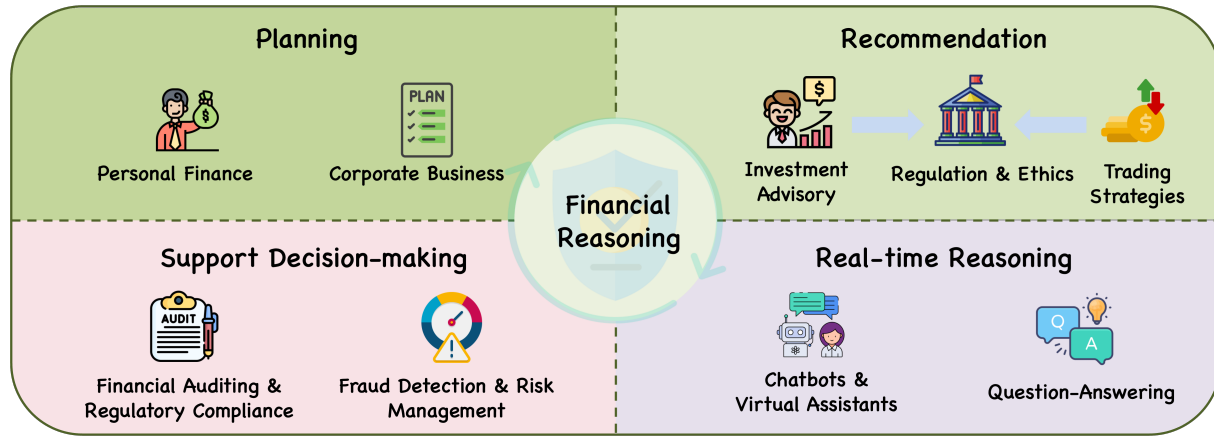 Planning
PLAN
Personal Finance
Corporate Business
Recommendation
$
$
$
Investment
Advisory
Regulation & Ethics
Trading
Strategies
Financial
Reasoning
Support Decision-making
AUDIT
!
Financial Auditing &
Regulatory Compliance
Fraud Detection & Risk
Management
Real-time Reasoning
Q
A
Chatbots &
Virtual Assistants
Question-Answering